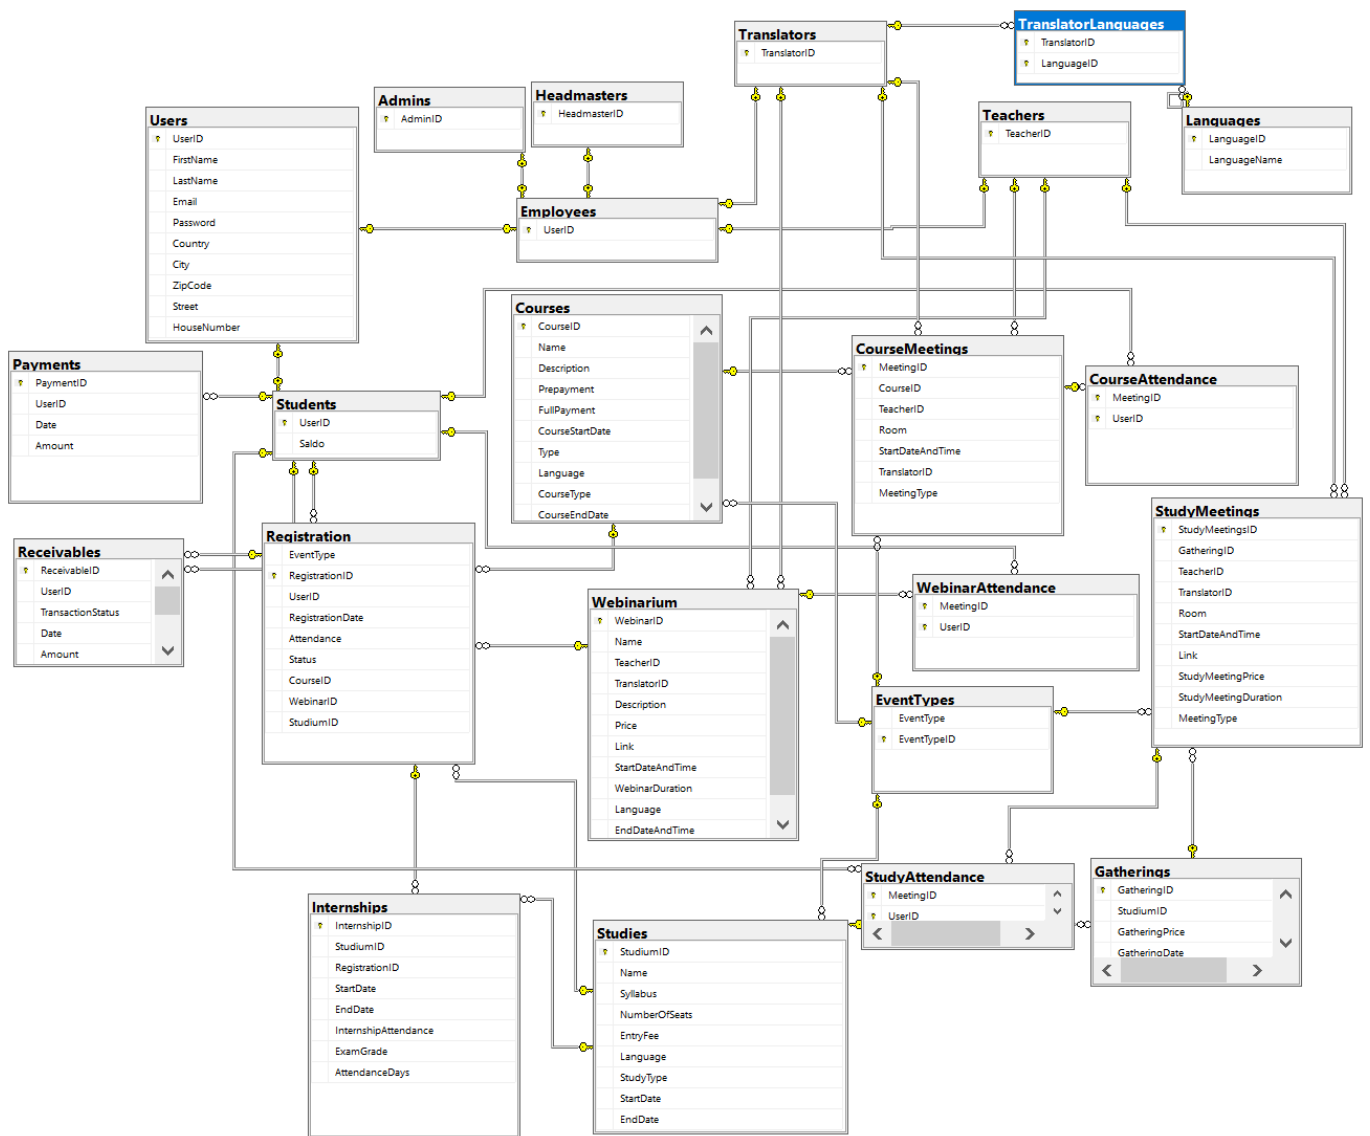 Translators
TranslatorID
TranslatorLanguages
TranslatorID
LanguageID
Admins
AdminID
Headmasters
HeadmasterID
Users
UserID
FirstName
LastName
Email
Password
Country
City
ZipCode
Street
HouseNumber
Teachers
TeacherID
Languages
LanguageID
LanguageName
Employees
UserID
Courses
CourseID
Name
Description
Prepayment
FullPayment
CourseStartDate
Type
Language
CourseType
CourseEndDate
CourseMeetings
MeetingID
CourseID
TeacherID
Room
StartDateAndTime
TranslatorID
MeetingType
CourseAttendance
MeetingID
UserID
Payments
PaymentID
UserID
Date
Amount
Students
UserID
Saldo
Receivables
ReceivableID
UserID
TransactionStatus
Date
Amount
Registration
EventType
RegistrationID
UserID
RegistrationDate
Attendance
Status
CourseID
WebinarID
StudiumID
Webinarium
WebinarID
Name
TeacherID
TranslatorID
Description
Price
Link
StartDateAndTime
WebinarDuration
Language
EndDateAndTime
WebinarAttendance
MeetingID
UserID
StudyMeetings
StudyMeetingsID
GatheringID
TeacherID
TranslatorID
Room
StartDateAndTime
Link
StudyMeetingPrice
StudyMeetingDuration
MeetingType
EventTypes
EventType
EventTypeID
StudyAttendance
MeetingID
UserID
Gatherings
GatheringID
StudiumID
GatheringPrice
GatheringDate
Internships
InternshipID
StudiumID
RegistrationID
StartDate
EndDate
InternshipAttendance
ExamGrade
AttendanceDays
Studies
StudiumID
Name
Syllabus
NumberOfSeats
EntryFee
Language
StudyType
StartDate
EndDate